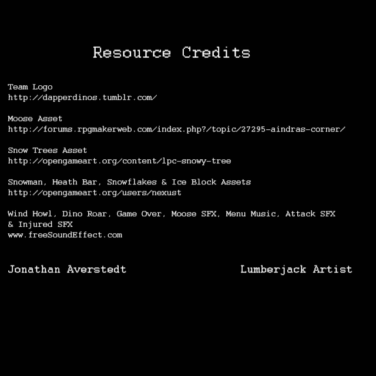 Resource Credits
Team Logo
http://dapperdinos.tumblr.com/
Moose Asset
http://forums.rpgmakerweb.com/index.php?/topic/27295-aindras-corner/
Snow Trees Asset
http://opengameart.org/content/lpc-snowy-tree
Snowman, Heath Bar, Snowflakes & Ice Block Assets
http://opengameart.org/users/nexust
Wind Howl, Dino Roar, Game Over, Moose SFX, Menu Music, Attack SFX
& Injured SFX
www.freeSoundEffect.com
Jonathan Averstedt Lumberjack Artist